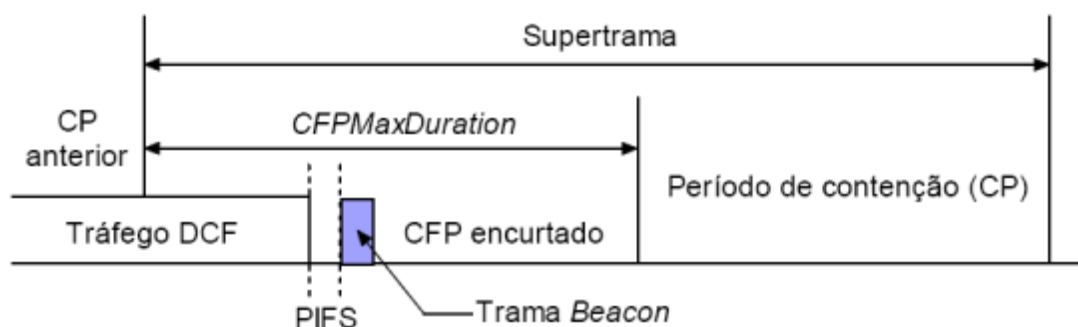 Supertrama
CP
anterior
CFPMaxDuration
Período de contenção (CP)
Tráfego DCF
CFP encurtado
PIFS
Trama Beacon